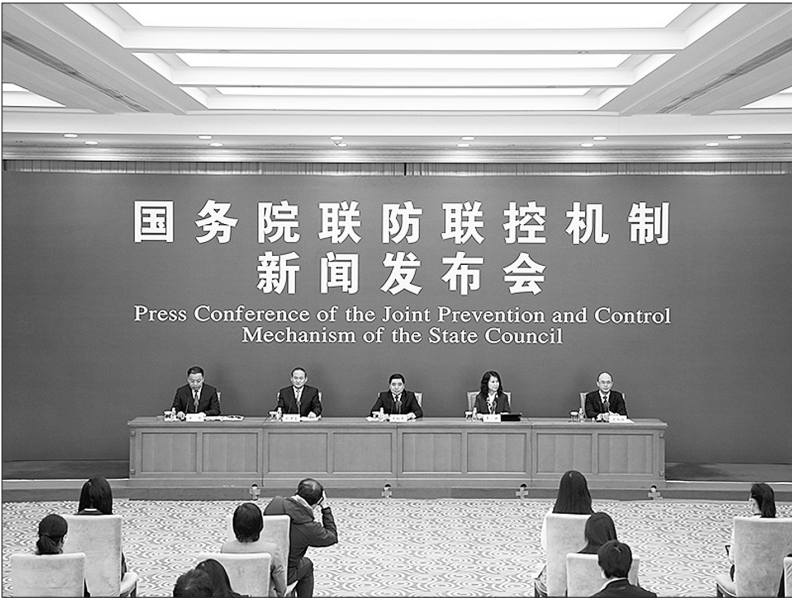 国务院联防联控机制
新闻发布会
Press Conference of the Joint Prevention and Control
Mechanism of the State Council